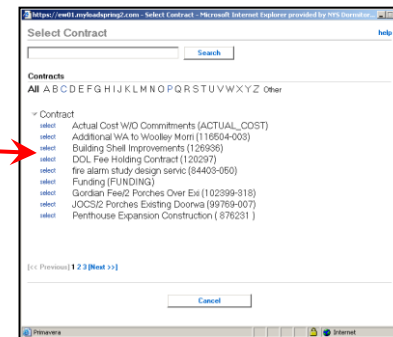 https://ew01.myloadspring2.com - Select Contract - Microsoft Internet Explorer provided by NYS Dormitor...
Select Contract
help
Search
Contracts
All A B C D E F G H I J K L M N O P Q R S T U V W X Y Z Other
Contract
select Actual Cost W/O Commitments (ACTUAL_COST)
select Additional WA to Woolley Morri (116504-003)
select Building Shell Improvements (126936)
select DOL Fee Holding Contract (120297)
select fire alarm study design servic (84403-050)
select Funding (FUNDING)
select Gordian Fee/2 Porches Over Exi (102399-318)
select JOCS/2 Porches Existing Doorwa (99769-007)
select Penthouse Expansion Construction ( 876231 )
[<< Previous] 1 2 3 [Next >>]
Cancel
Primavera
Internet